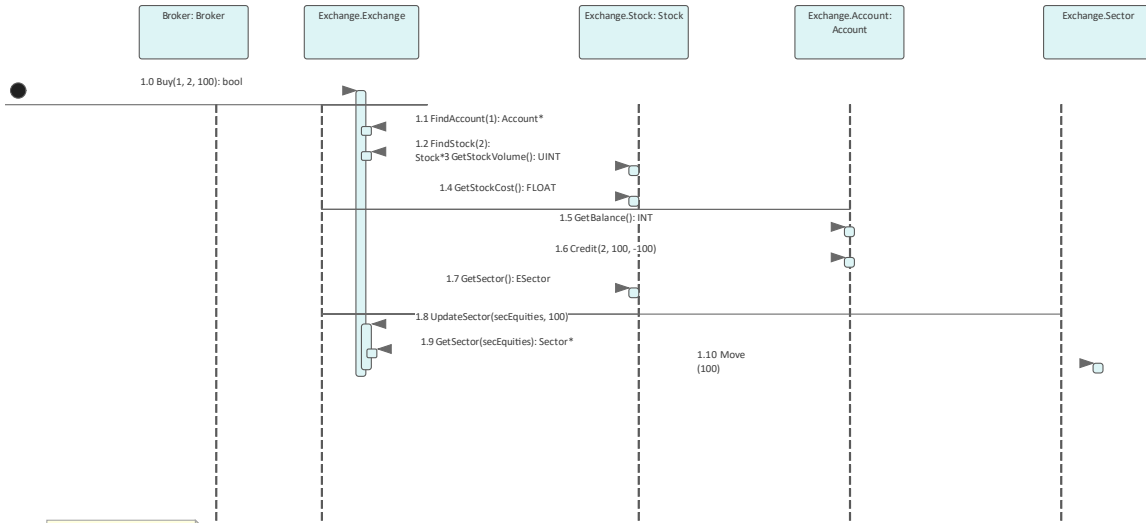 Broker: Broker
Exchange.Exchange
Exchange.Stock: Stock
Exchange.Account:
Account
Exchange.Sector
1.0 Buy(1, 2, 100): bool
1.1 FindAccount(1): Account*
1.2 FindStock(2):
Stock*3 GetStockVolume(): UINT
1.4 GetStockCost(): FLOAT
1.5 GetBalance(): INT
1.6 Credit(2, 100, -100)
1.7 GetSector(): ESector
1.8 UpdateSector(secEquities, 100)
1.9 GetSector(secEquities): Sector*
1.10 Move
(100)